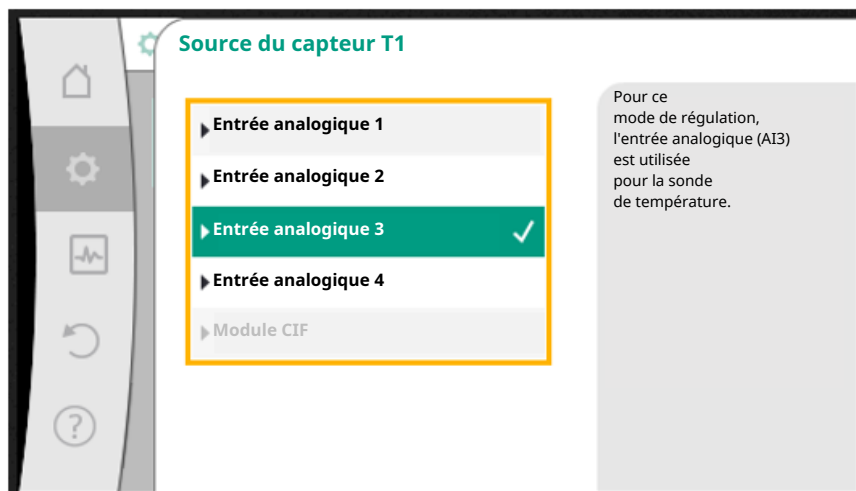 Source du capteur T1
Entrée analogique 1
Entrée analogique 2
Entrée analogique 3
Entrée analogique 4
Module CIF
Pour ce
mode de régulation,
l'entrée analogique (AI3)
est utilisée
pour la sonde
de température.